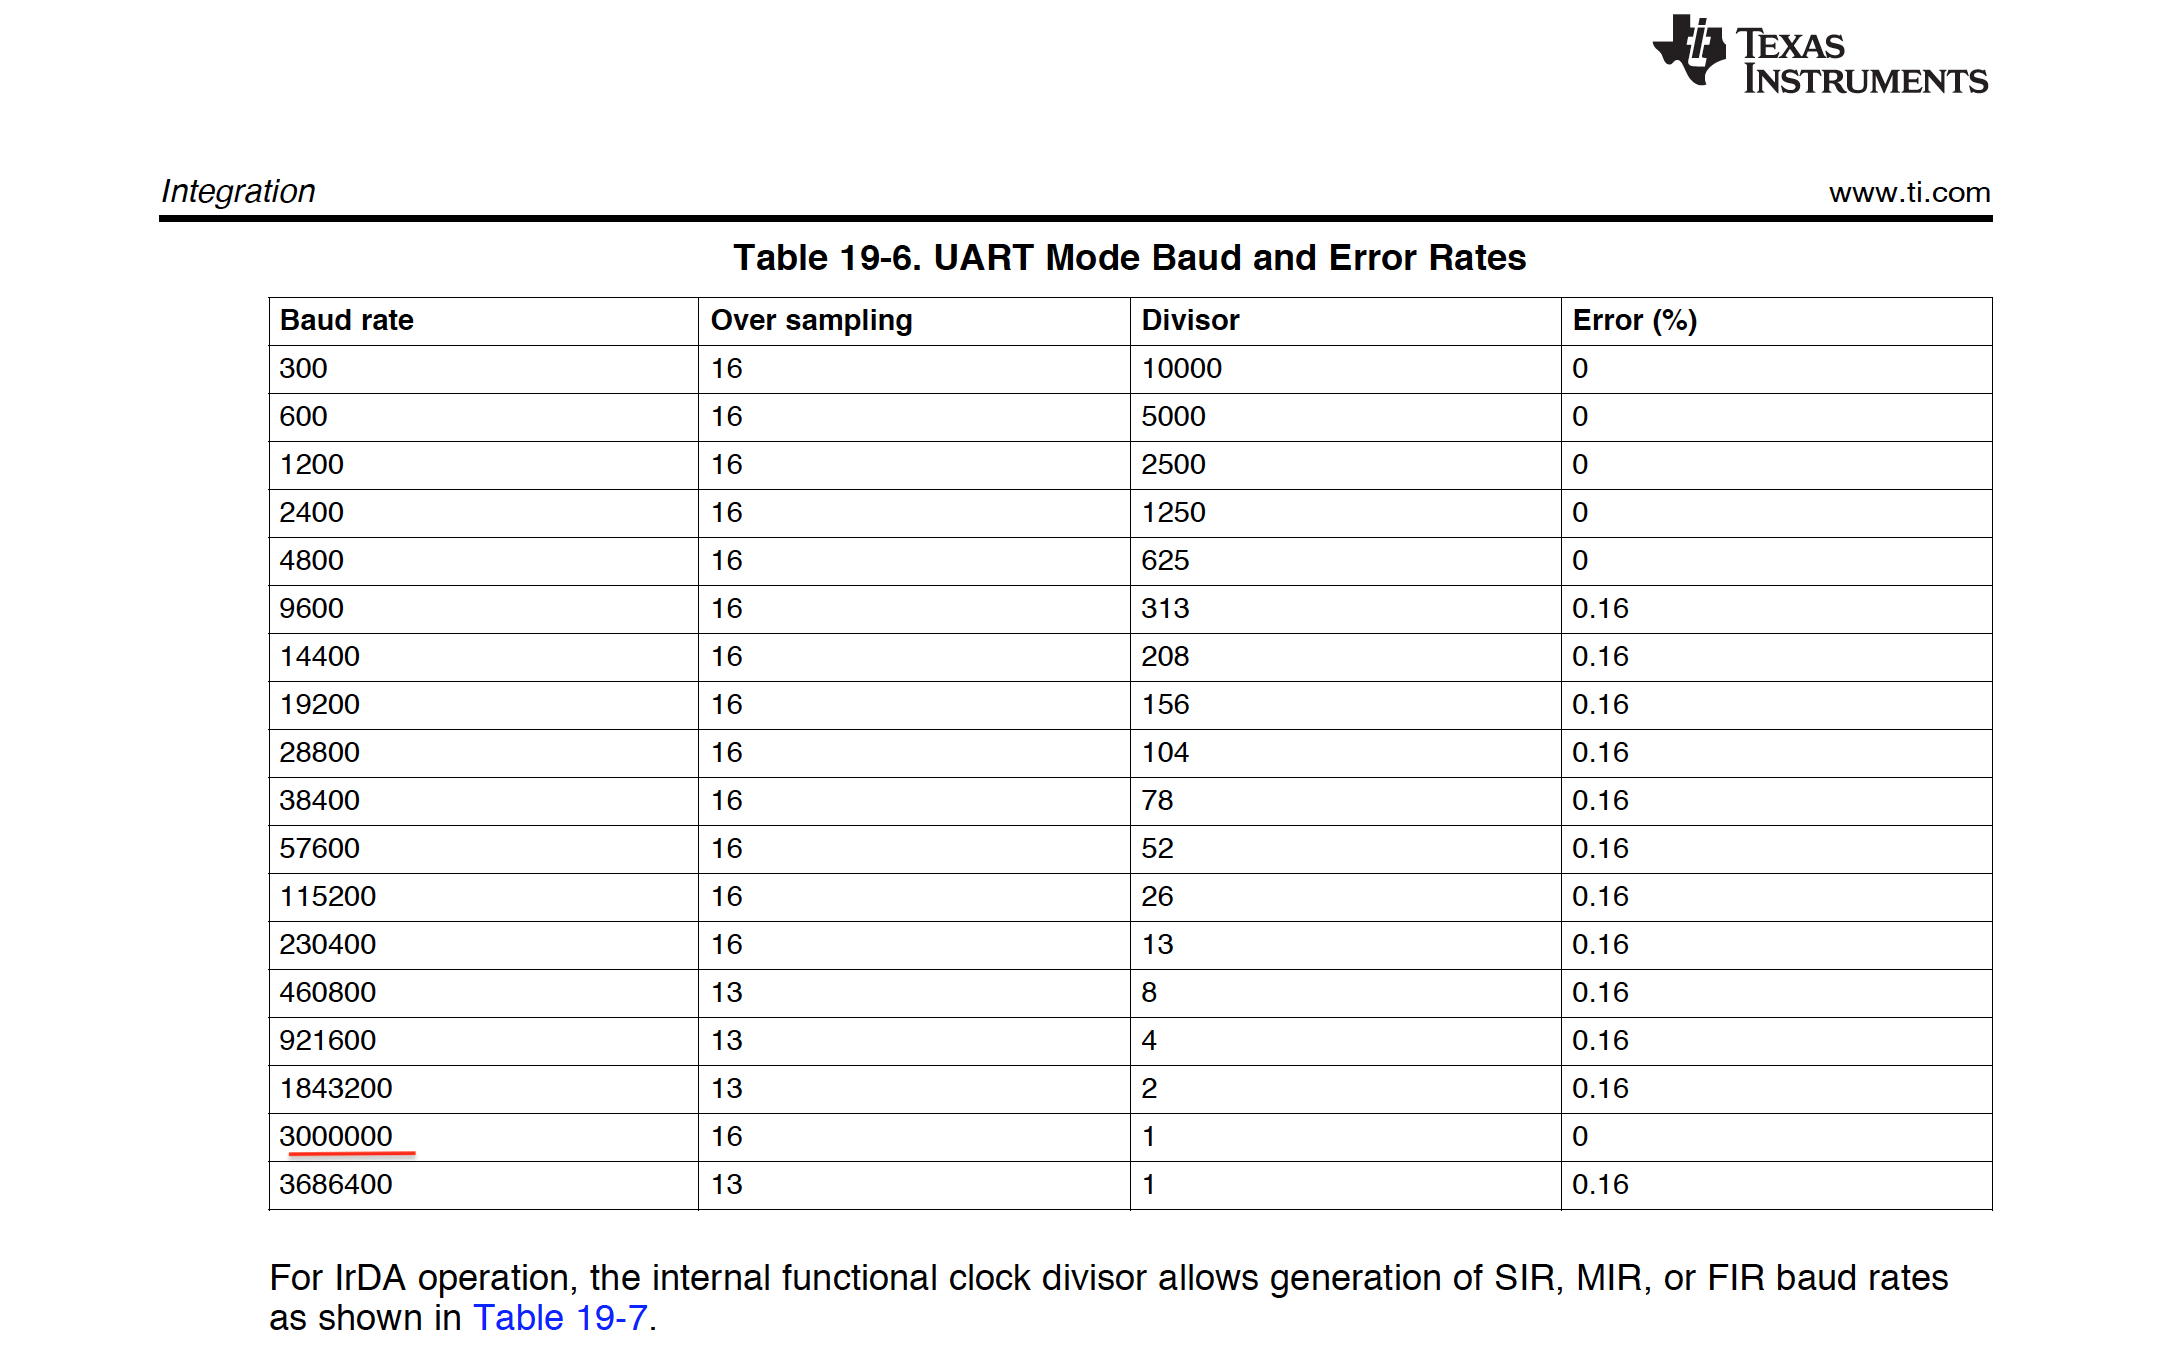 TEXAS
INSTRUMENTS
Integration www.ti.com
Table 19-6. UART Mode Baud and Error Rates
Baud rate Over sampling Divisor Error (%)
300 16 10000 0
600 16 5000 0
1200 16 2500 0
2400 16 1250 0
4800 16 625 0
9600 16 313 0.16
14400 16 208 0.16
19200 16 156 0.16
28800 16 104 0.16
38400 16 78 0.16
57600 16 52 0.16
115200 16 26 0.16
230400 16 13 0.16
460800 13 8 0.16
921600 13 4 0.16
1843200 13 2 0.16
3000000 16 1 0
3686400 13 1 0.16
For IrDA operation, the internal functional clock divisor allows generation of SIR, MIR, or FIR baud rates
as shown in Table 19-7.